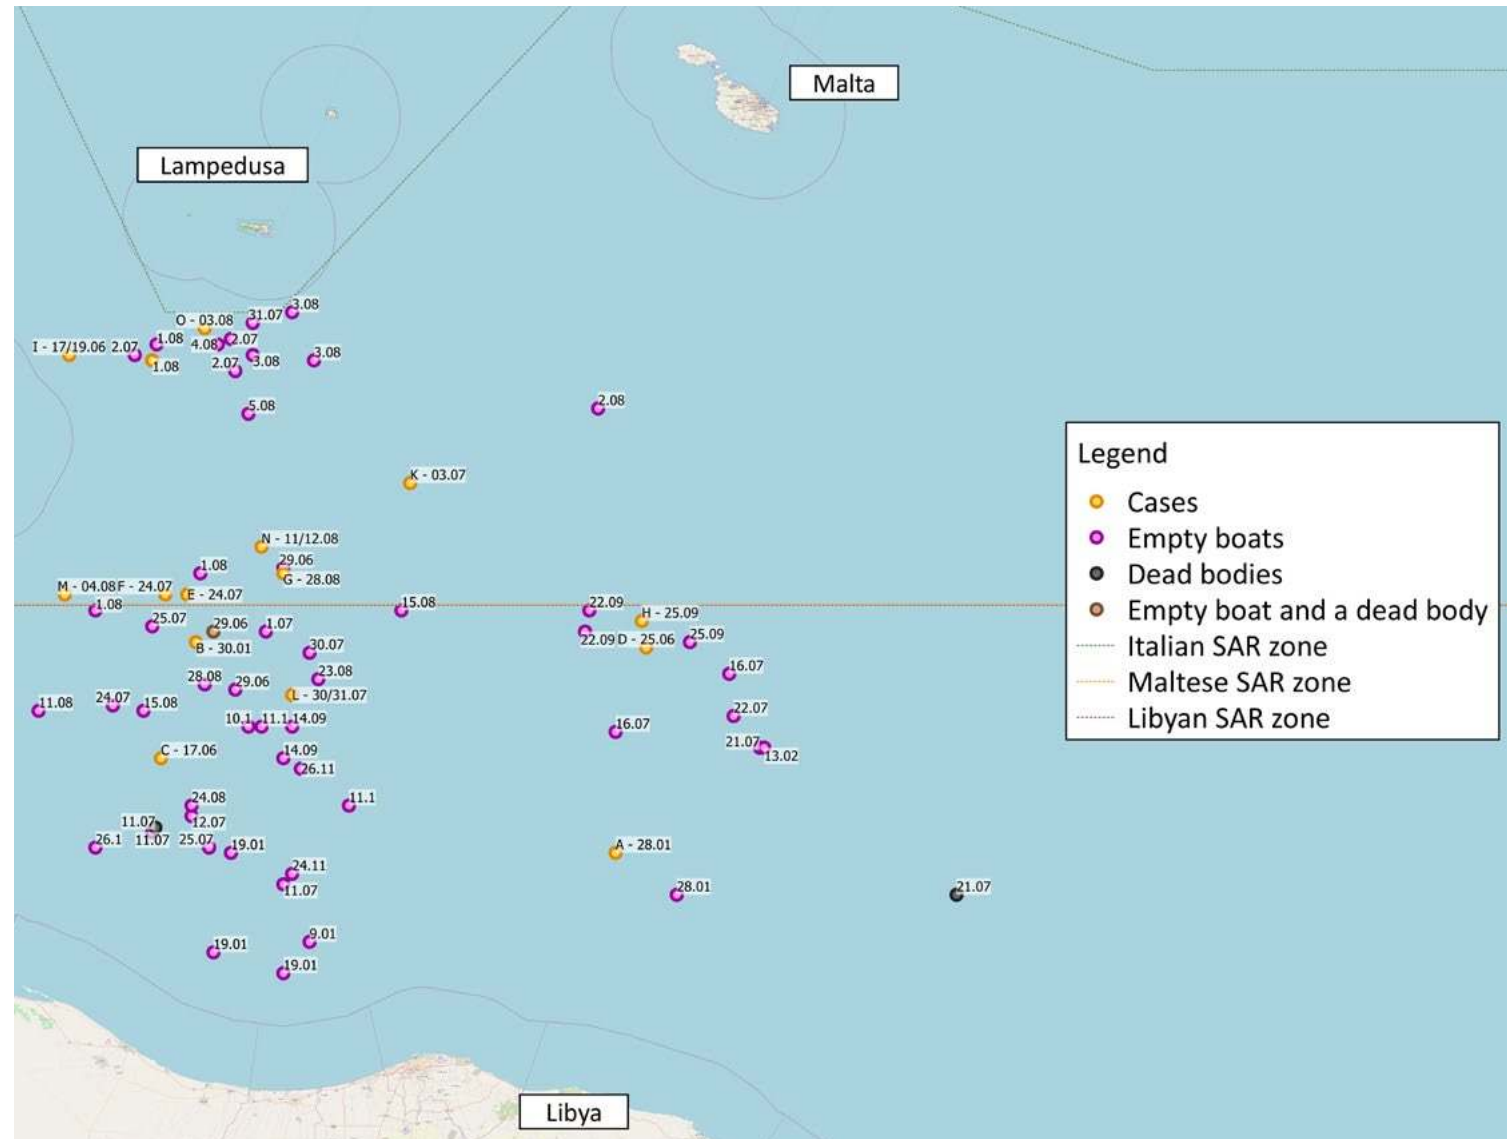 Malta
Lampedusa
3.08
31.07
O - 03.08
1.08
2.07
4.08
I - 17/19.06
2.07
3.08
3.08
2.07
1.08
5.08
2.08
K - 03.07
N - 11/12.08
29.06
1.08
G - 28.08
M - 04.08
F - 24.07
E - 24.07
1.08
15.08
22.09
H - 25.09
25.07
29.06
1.07
22.09
D - 25.06
25.09
B - 30.01
30.07
16.07
23.08
28.08
29.06
L - 30/31.07
11.08
24.07
15.08
22.07
10.1
11.1
14.09
16.07
21.07
13.02
C - 17.06
14.09
26.11
24.08
11.1
11.07
12.07
26.1
11.07
25.07
19.01
A - 28.01
24.11
11.07
28.01
21.07
9.01
19.01
19.01
Libya
Legend
Cases
Empty boats
Dead bodies
Empty boat and a dead body
Italian SAR zone
Maltese SAR zone
Libyan SAR zone